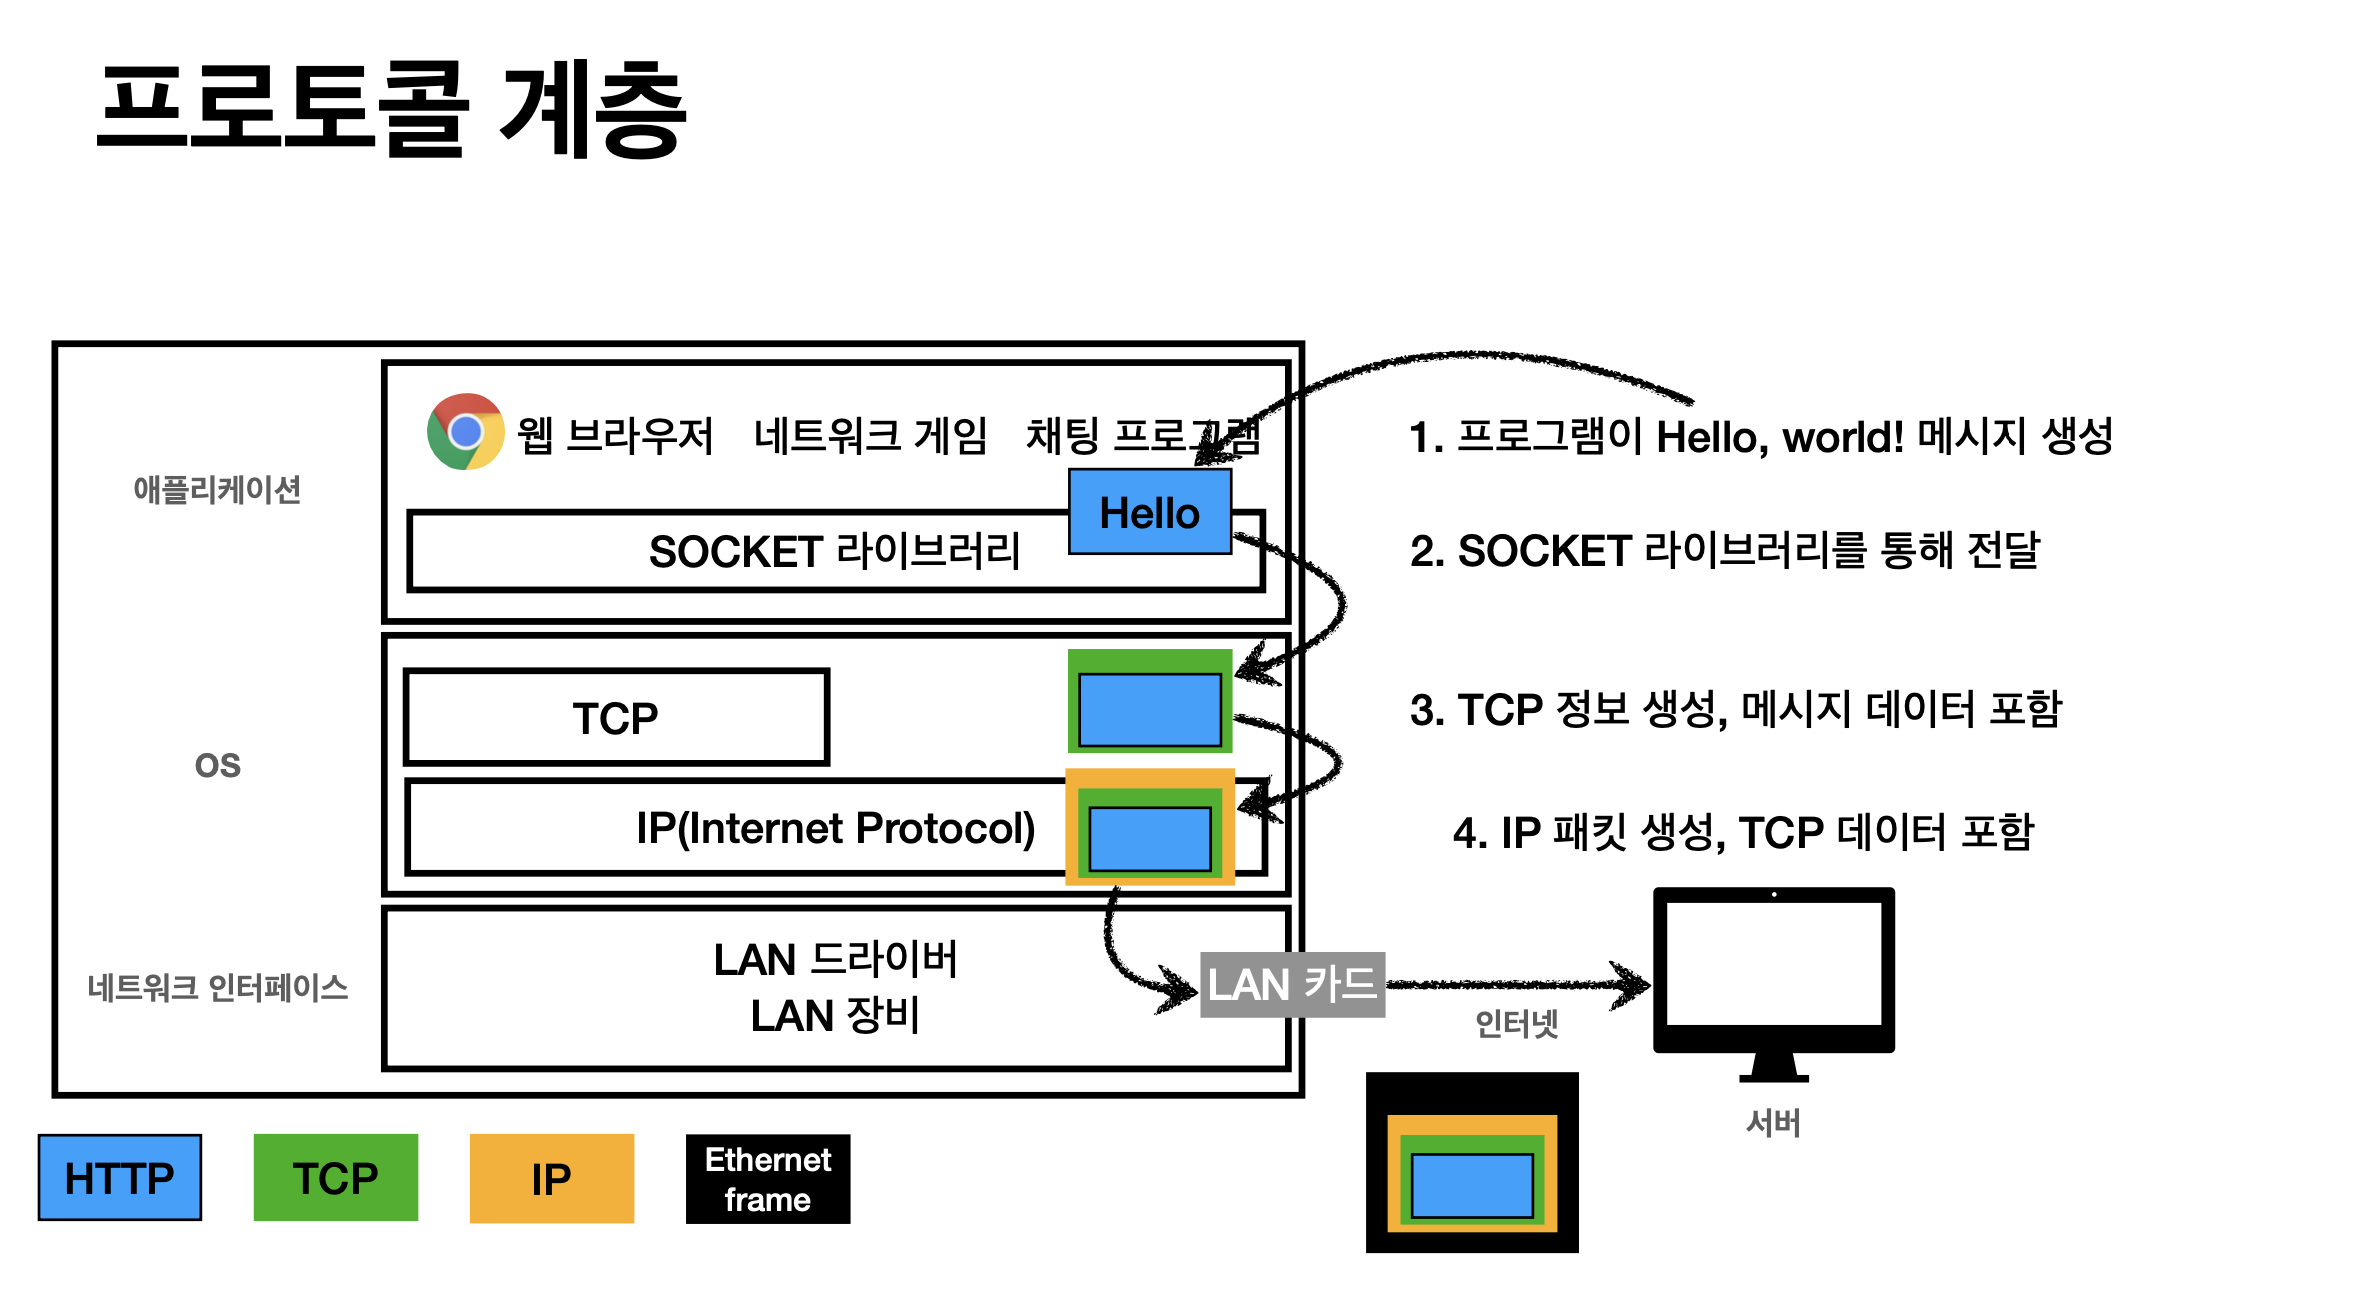 프로토콜 계층
애플리케이션
웹 브라우저 네트워크 게임 채팅 프로그램
Hello
SOCKET 라이브러리
1. 프로그램이 Hello, world! 메시지 생성
2. SOCKET 라이브러리를 통해 전달
OS
TCP
IP(Internet Protocol)
3. TCP 정보 생성, 메시지 데이터 포함
4. IP 패킷 생성, TCP 데이터 포함
네트워크 인터페이스
LAN 드라이버
LAN 장비
LAN 카드
인터넷
서버
HTTP
TCP
IP
Ethernet
frame